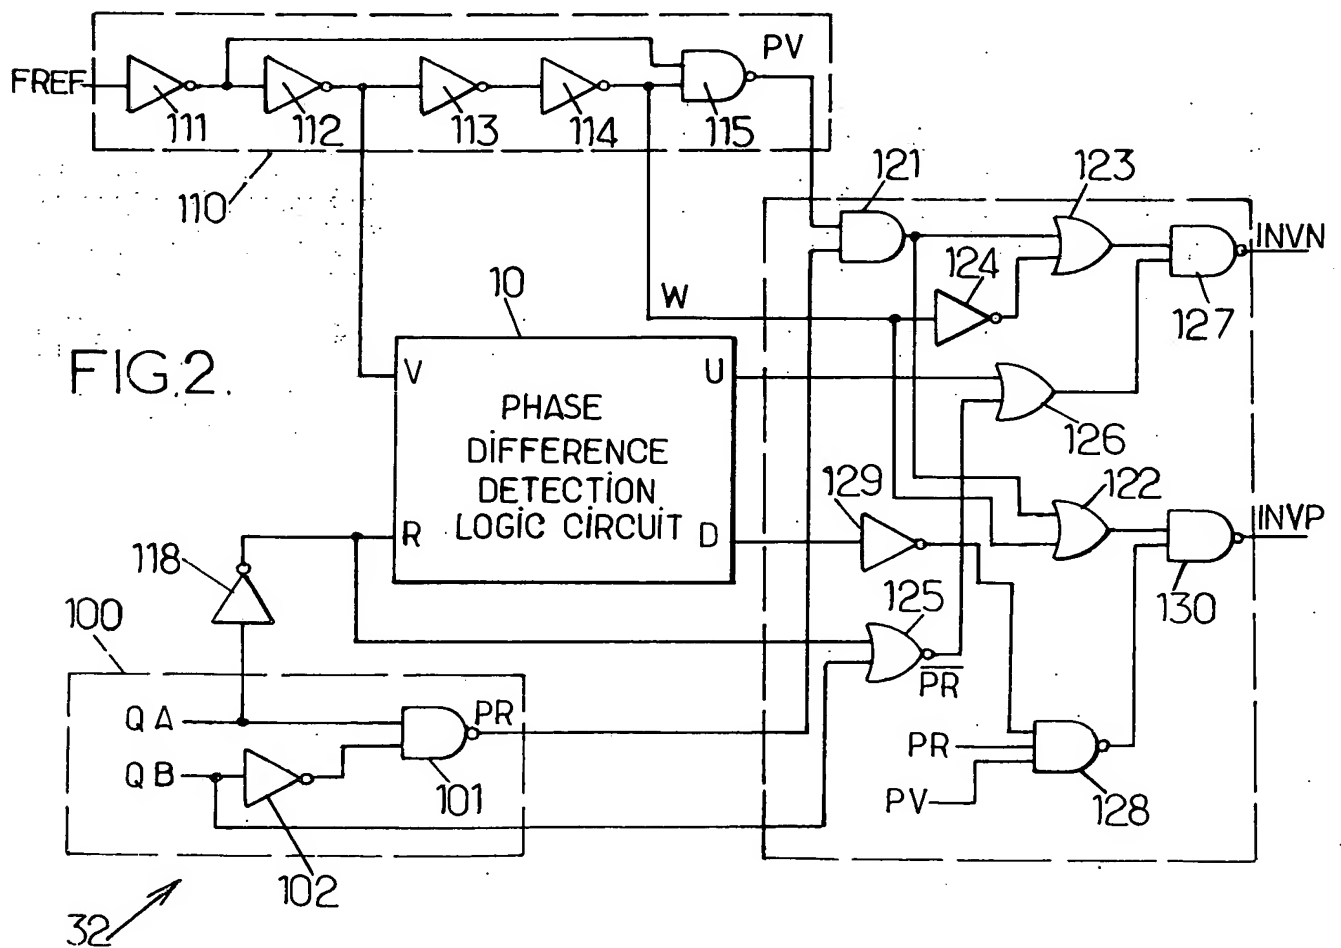 PV
FREF
111
112
113
114
115
110
121
123
INVN
124
127
10
W
FIG.2.
V
U
PHASE
DIFFERENCE
DETECTION
LOGIC CIRCUIT
R
D
126
129
122
INVP
130
118
125
100
P̅R̅
QA
PR
QB
101
PR
PV
128
102
32